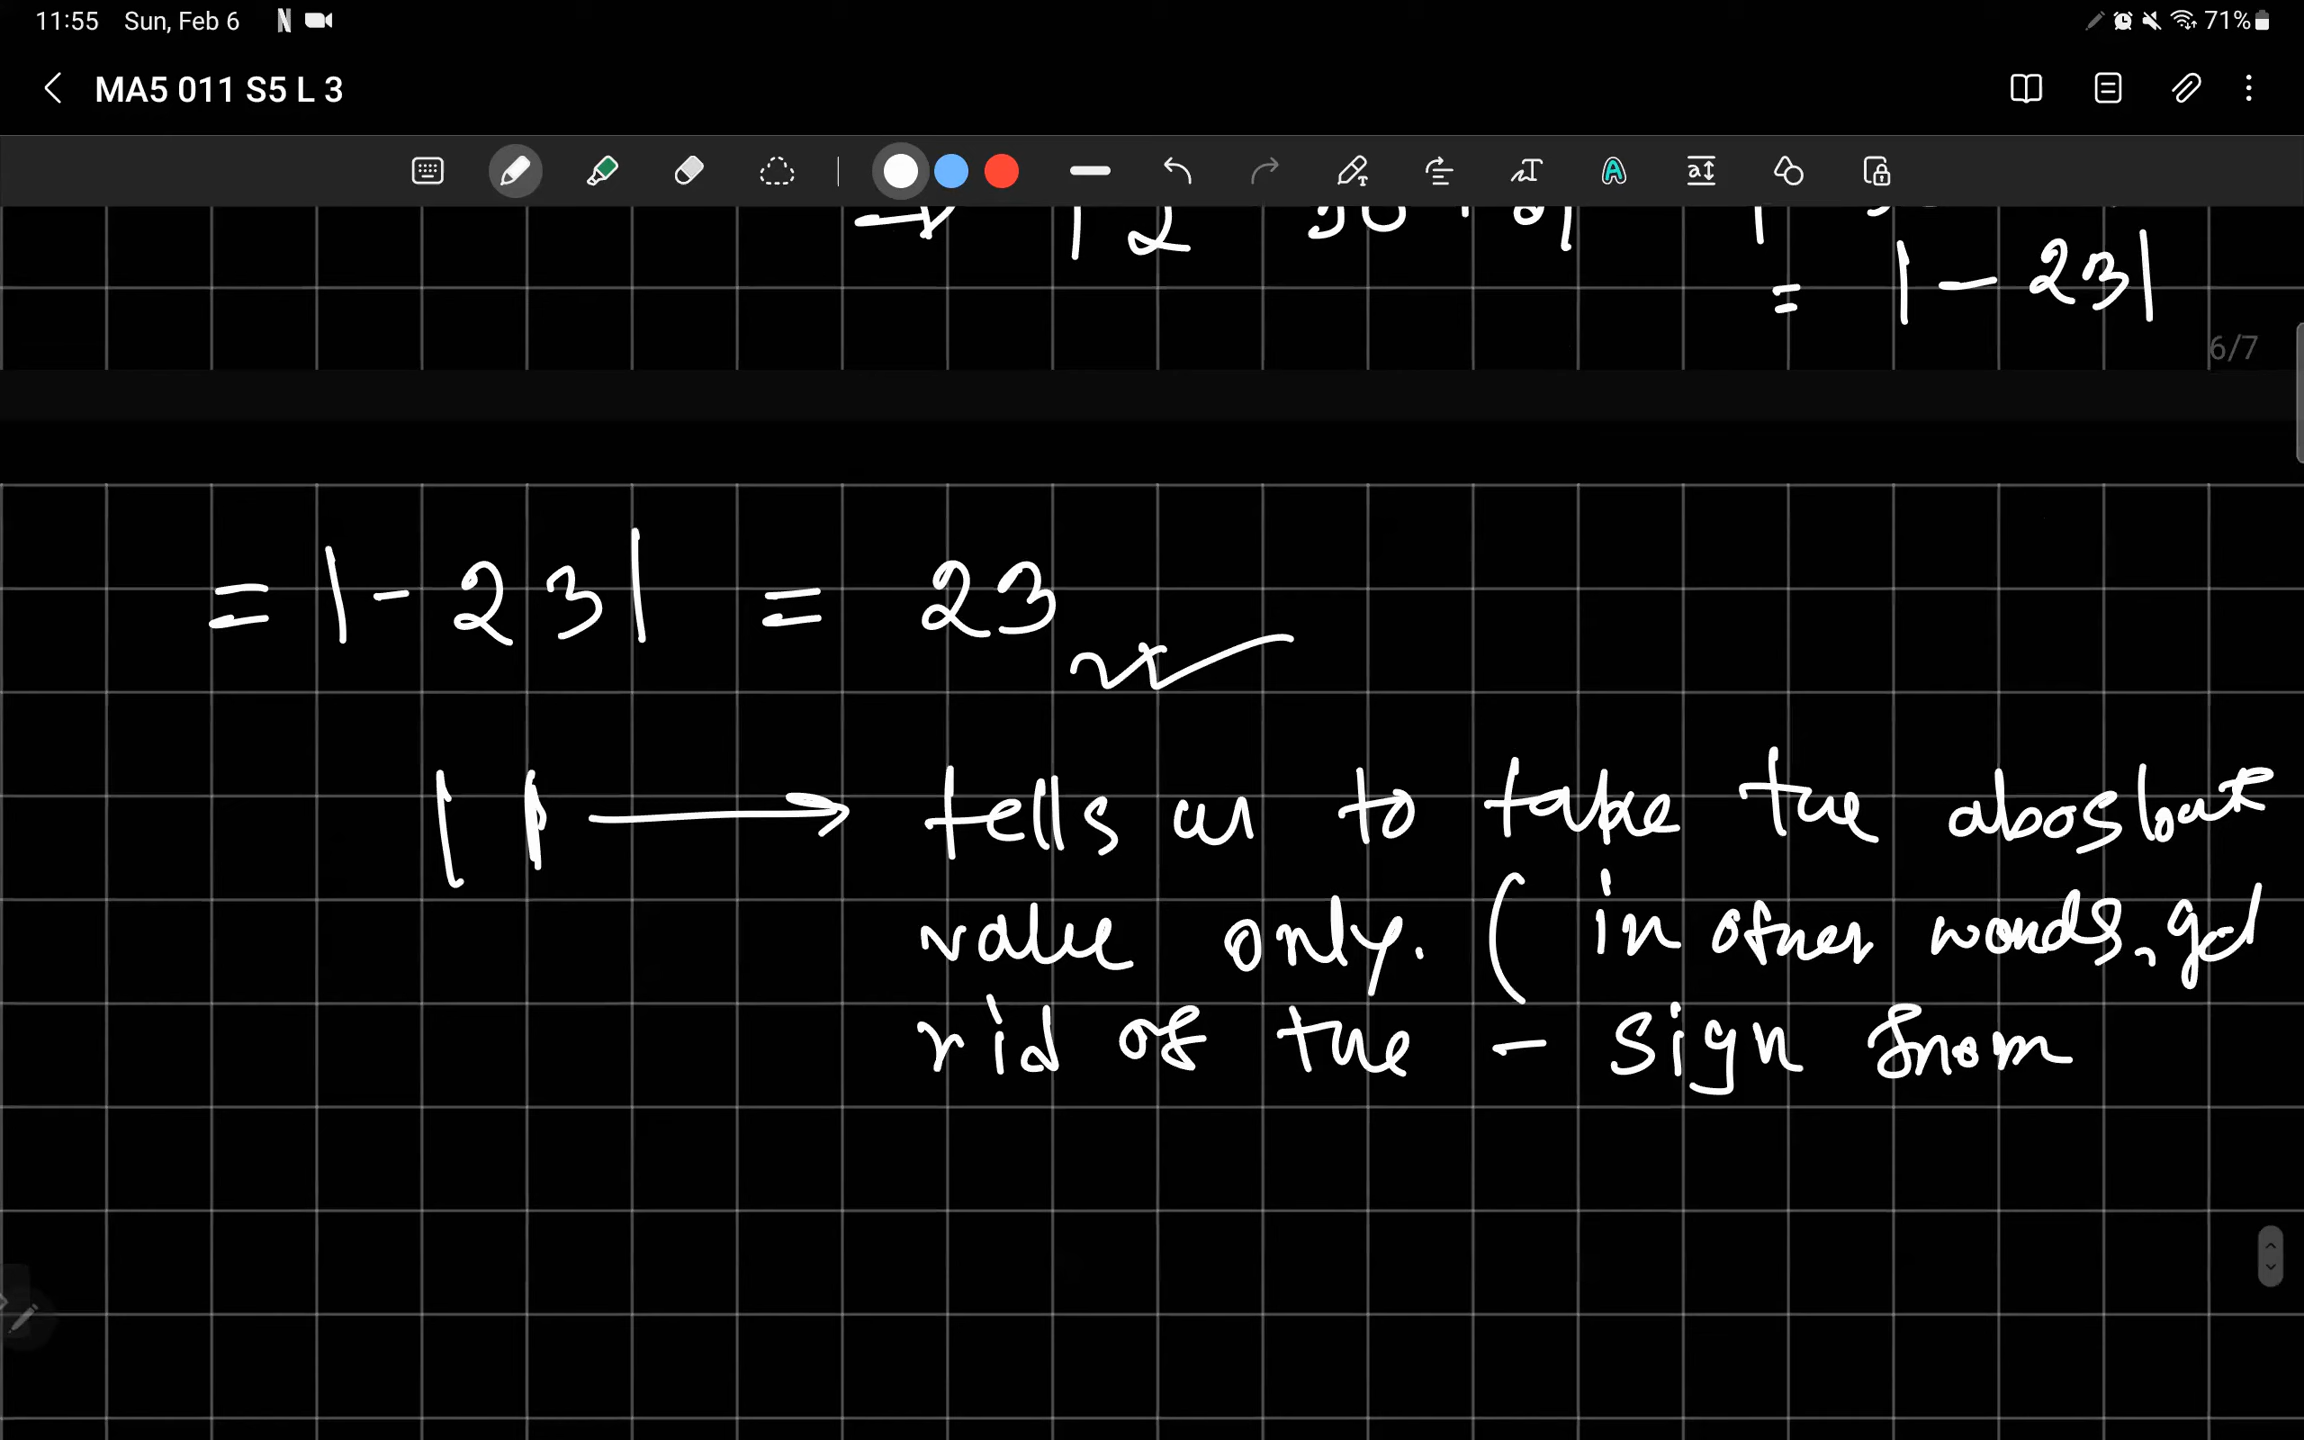 11:55 Sun, Feb 6 N 71%
MA5 011 S5 L 3
= |- 23|
6/7
= |- 23| = 23
| | → tells us to take the absoslute
value only. ( in other words, get
rid of the - sign from